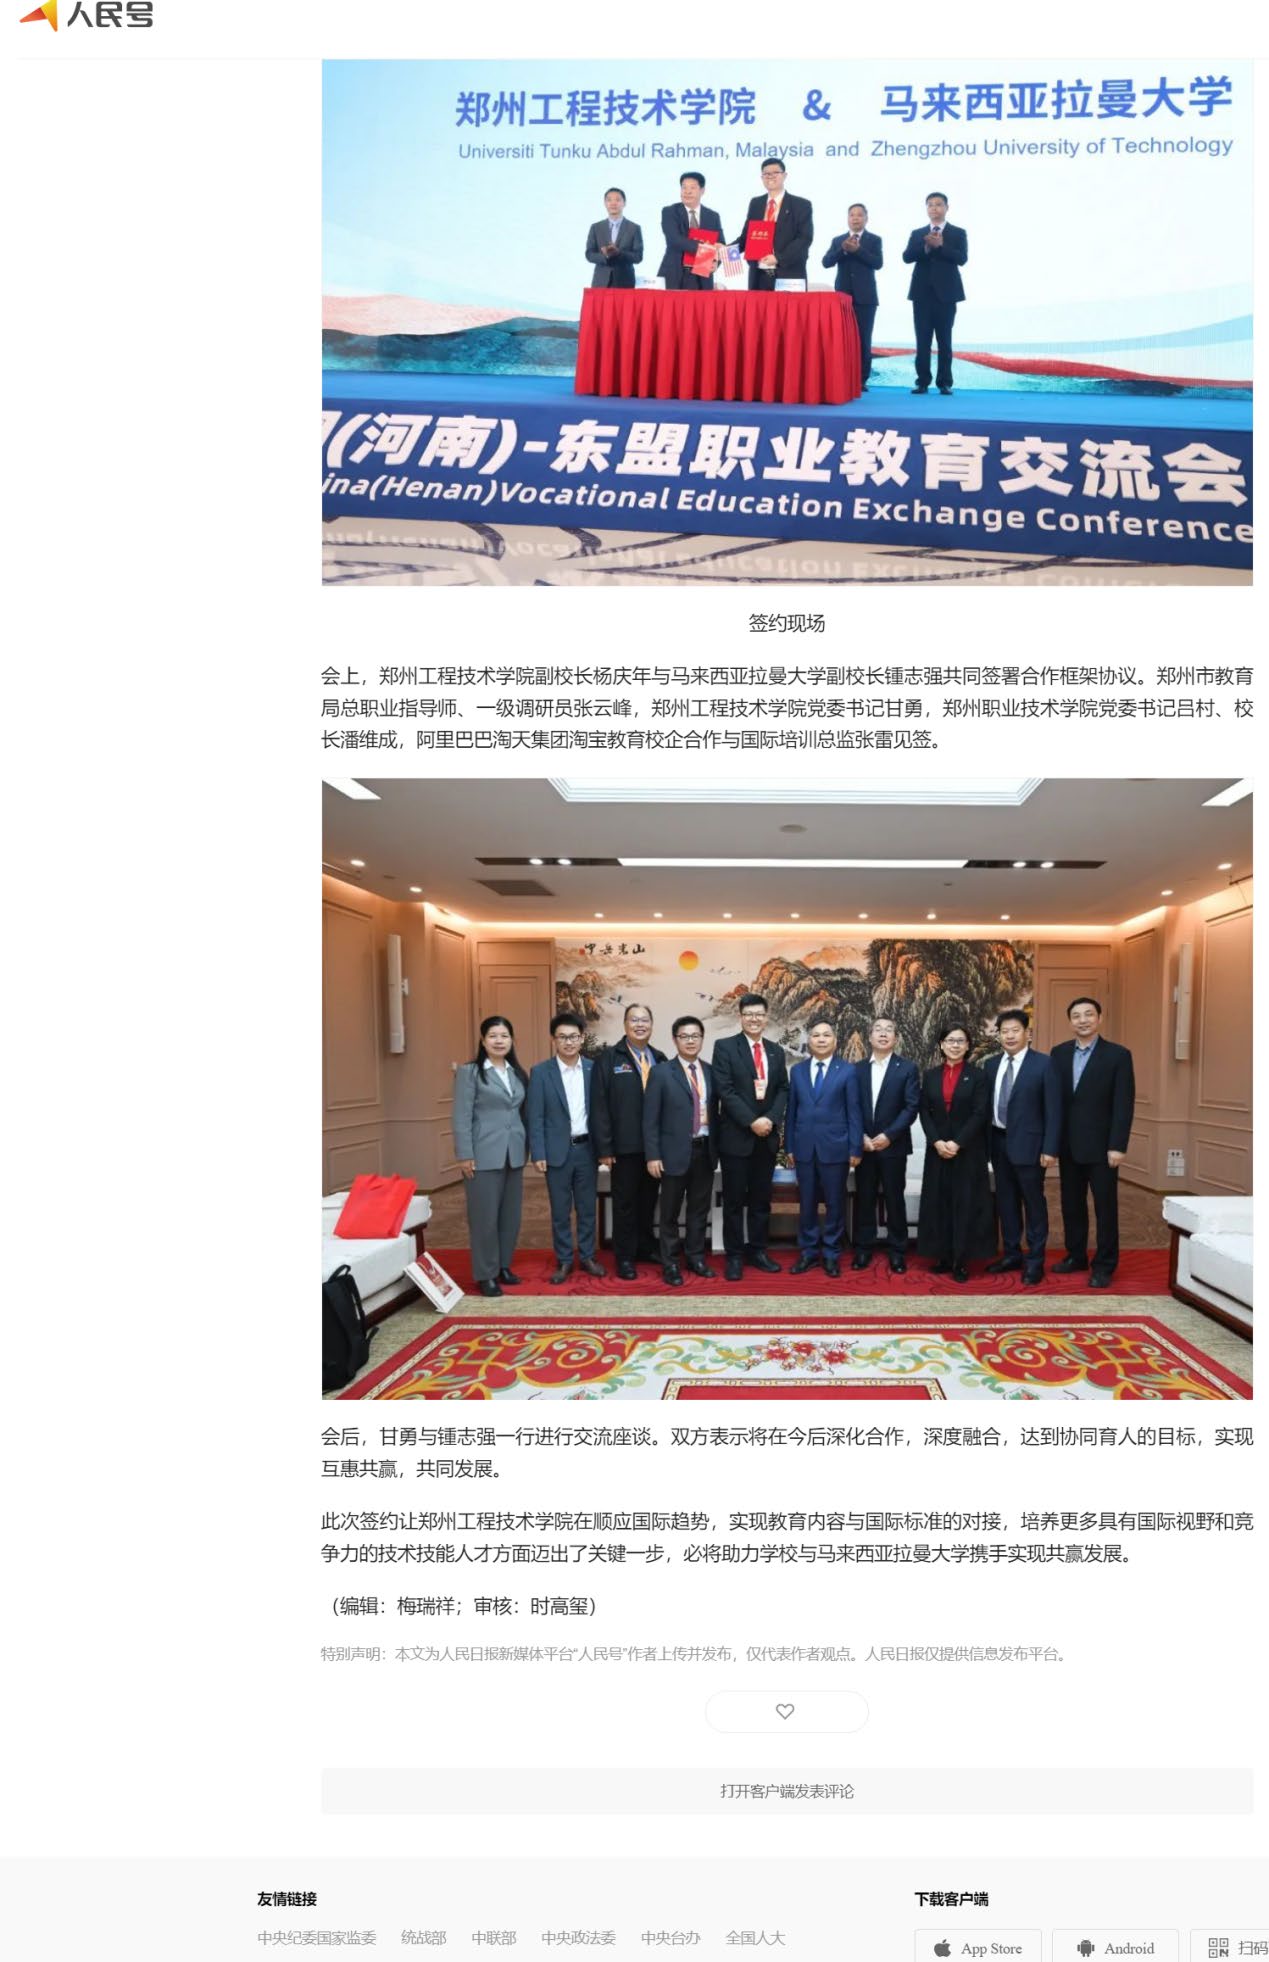 人民号
郑州工程技术学院 & 马来西亚拉曼大学
Universiti Tunku Abdul Rahman, Malaysia and Zhengzhou University of Technology
(河南)-东盟职业教育交流会
ina(Henan)Vocational Education Exchange Conference
签约现场
会上，郑州工程技术学院副校长杨庆年与马来西亚拉曼大学副校长锺志强共同签署合作框架协议。郑州市教育
局总职业指导师、一级调研员张云峰，郑州工程技术学院党委书记甘勇，郑州职业技术学院党委书记吕村、校
长潘维成，阿里巴巴淘天集团淘宝教育校企合作与国际培训总监张雷见签。
中岳嵩山
会后，甘勇与锺志强一行进行交流座谈。双方表示将在今后深化合作，深度融合，达到协同育人的目标，实现
互惠共赢，共同发展。
此次签约让郑州工程技术学院在顺应国际趋势，实现教育内容与国际标准的对接，培养更多具有国际视野和竞
争力的技术技能人才方面迈出了关键一步，必将助力学校与马来西亚拉曼大学携手实现共赢发展。
（编辑：梅瑞祥；审核：时高玺）
特别声明：本文为人民日报新媒体平台“人民号”作者上传并发布，仅代表作者观点。人民日报仅提供信息发布平台。
打开客户端发表评论
友情链接 下载客户端
中央纪委国家监委 统战部 中联部 中央政法委 中央台办 全国人大
App Store Android 扫码